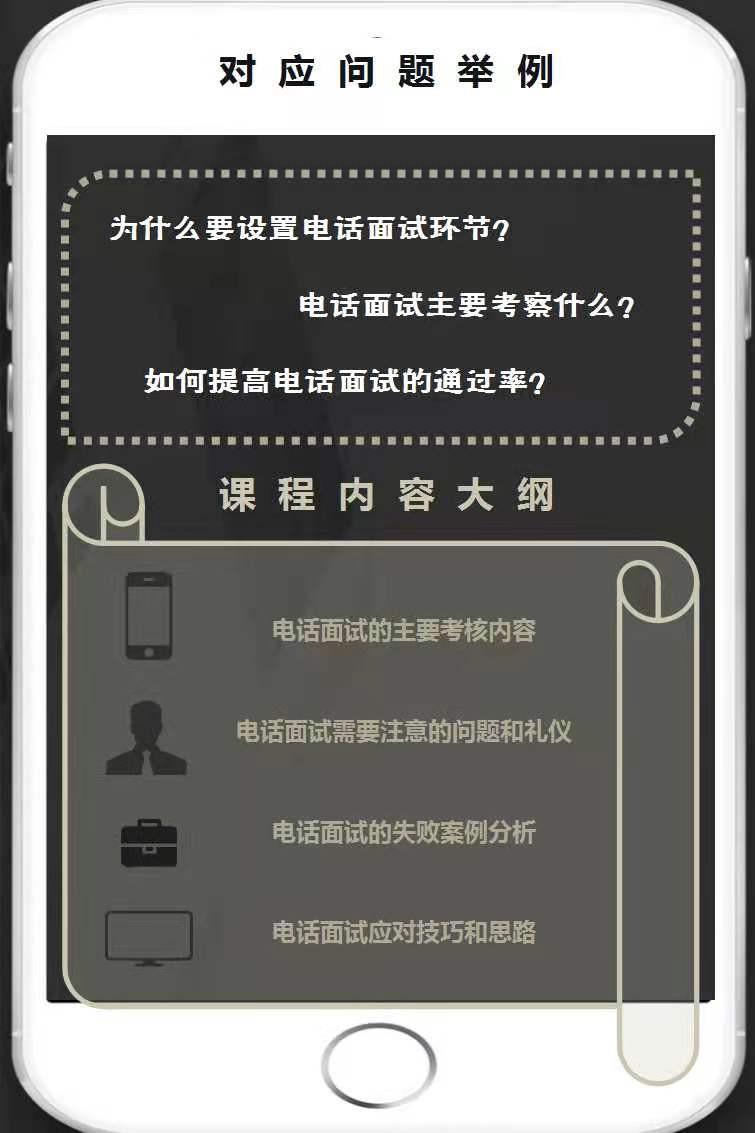 对应问题举例
为什么要设置电话面试环节?
电话面试主要考察什么?
如何提高电话面试的通过率?
课程内容大纲
电话面试的主要考核内容
电话面试需要注意的问题和礼仪
电话面试的失败案例分析
电话面试应对技巧和思路